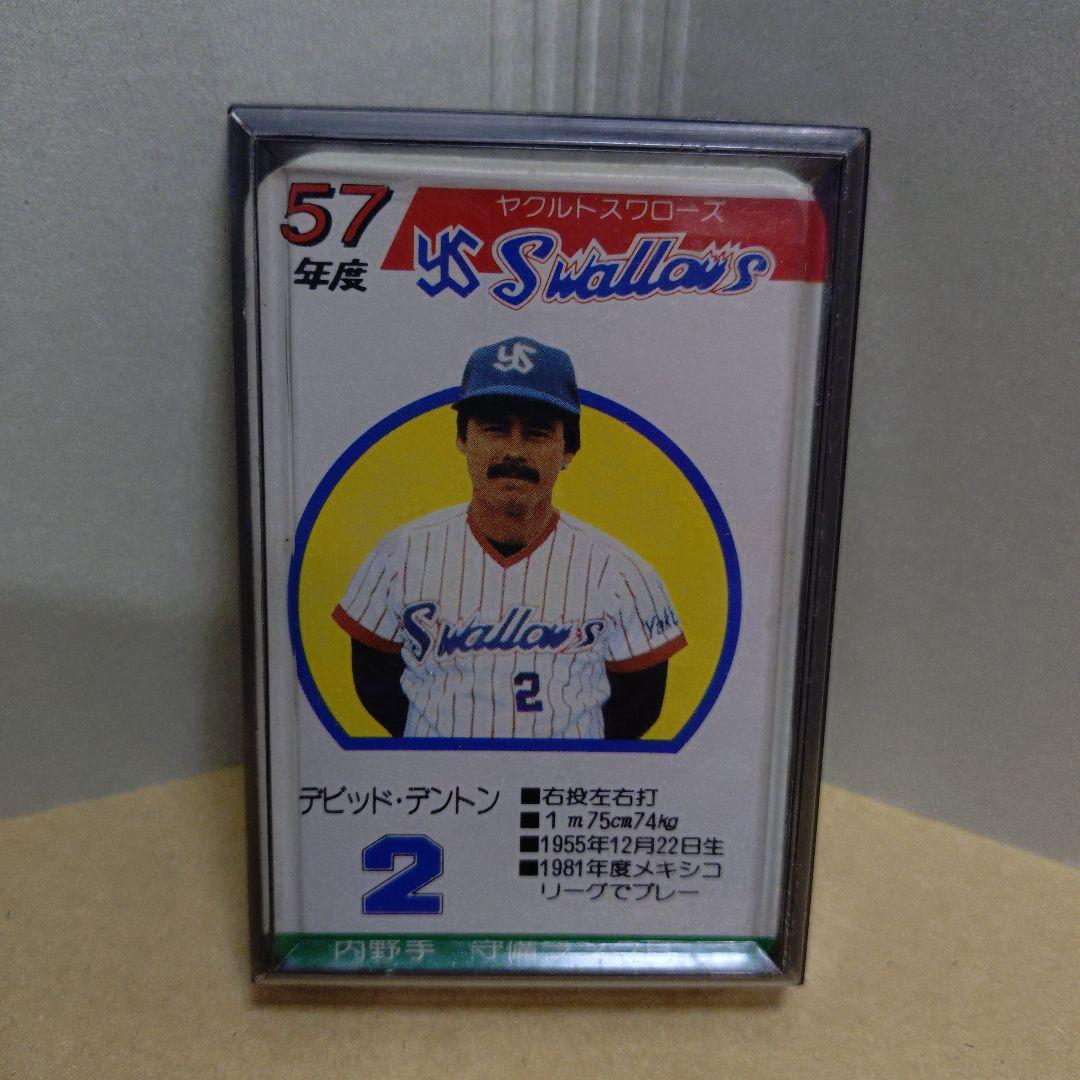 57
年度
ヤクルトスワローズ
YS Swallows
YS
Swallows
2
デビッド・デントン
2
■右投左右打
■1m75cm74kg
■1955年12月22日生
■1981年度メキシコ
リーグでプレー
内野手 守備